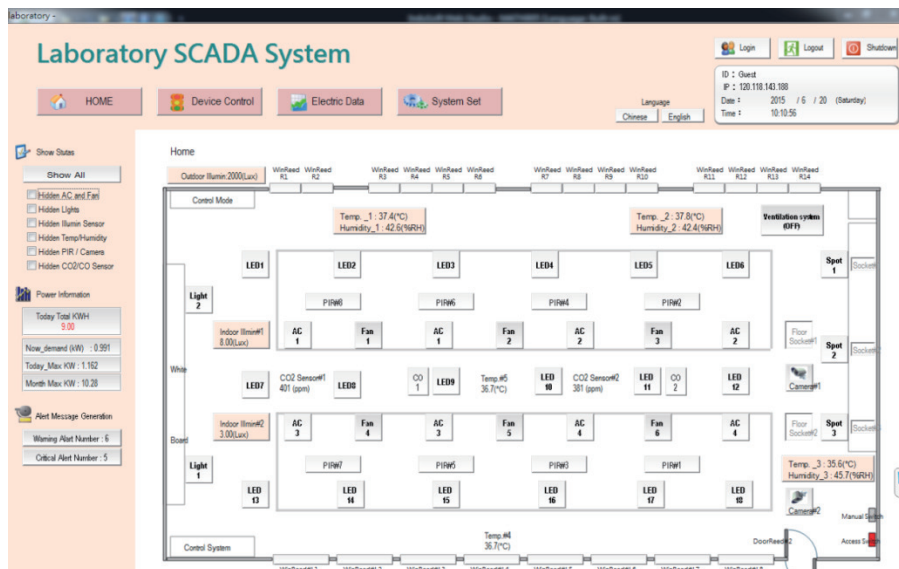 laboratory -
Laboratory SCADA System
Login
Logout
Shutdown
ID : Guest
IP : 120.118.143.188
Date : 2015 / 6 / 20 (Saturday)
Time : 10:10:56
HOME
Device Control
Electric Data
System Set
Language
Chinese
English
Show Status
Show All
Hidden AC and Fan
Hidden Lights
Hidden Illumin Sensor
Hidden Temp/Humidity
Hidden PIR / Camera
Hidden CO2/CO Sensor
Power Information
Today Total KWH
9.00
Now_demand (kW) : 0.991
Today_Max KW : 1.162
Month Max KW : 10.28
Alert Message Generation
Warning Alert Number : 6
Critical Alert Number : 5
Home
Outdoor Illumin:2000(Lux)
WinReed R1
WinReed R2
WinReed R3
WinReed R4
WinReed R5
WinReed R6
WinReed R7
WinReed R8
WinReed R9
WinReed R10
WinReed R11
WinReed R12
WinReed R13
WinReed R14
Control Mode
Temp. _1 : 37.4(°C)
Humidity_1 : 42.6(%RH)
Temp. _2 : 37.8(°C)
Humidity_2 : 42.4(%RH)
Ventilation system
(OFF)
LED1
LED2
LED3
LED4
LED5
LED6
Spot 1
Light 2
PIR#8
PIR#6
PIR#4
PIR#2
Indoor Illmin#1
8.00(Lux)
AC 1
Fan 1
AC 1
Fan 2
AC 2
Fan 3
AC 2
Floor Socket#1
Spot 2
White
LED7
CO2 Sensor#1
401 (ppm)
LED8
CO 1
LED9
Temp.#5
36.7(°C)
LED 10
CO2 Sensor#2
381 (ppm)
LED 11
CO 2
LED 12
Camera#1
Indoor Illmin#2
3.00(Lux)
AC 3
Fan 4
AC 3
Fan 5
AC 4
Fan 6
AC 4
Floor Socket#2
Spot 3
Board
Light 1
PIR#7
PIR#5
PIR#3
PIR#1
Temp. _3 : 35.6(°C)
Humidity_3 : 45.7(%RH)
LED 13
LED 14
LED 15
LED 16
LED 17
LED 18
Camera#2
Manual Switch
Control System
Temp.#4
36.7(°C)
Access Switch